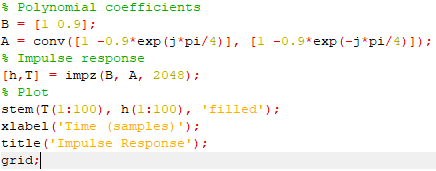 % Polynomial coefficients
B = [1 0.9];
A = conv([1 -0.9*exp(j*pi/4)], [1 -0.9*exp(-j*pi/4)]);
% Impulse response
[h,T] = impz(B, A, 2048);
% Plot
stem(T(1:100), h(1:100), 'filled');
xlabel('Time (samples)');
title('Impulse Response');
grid;